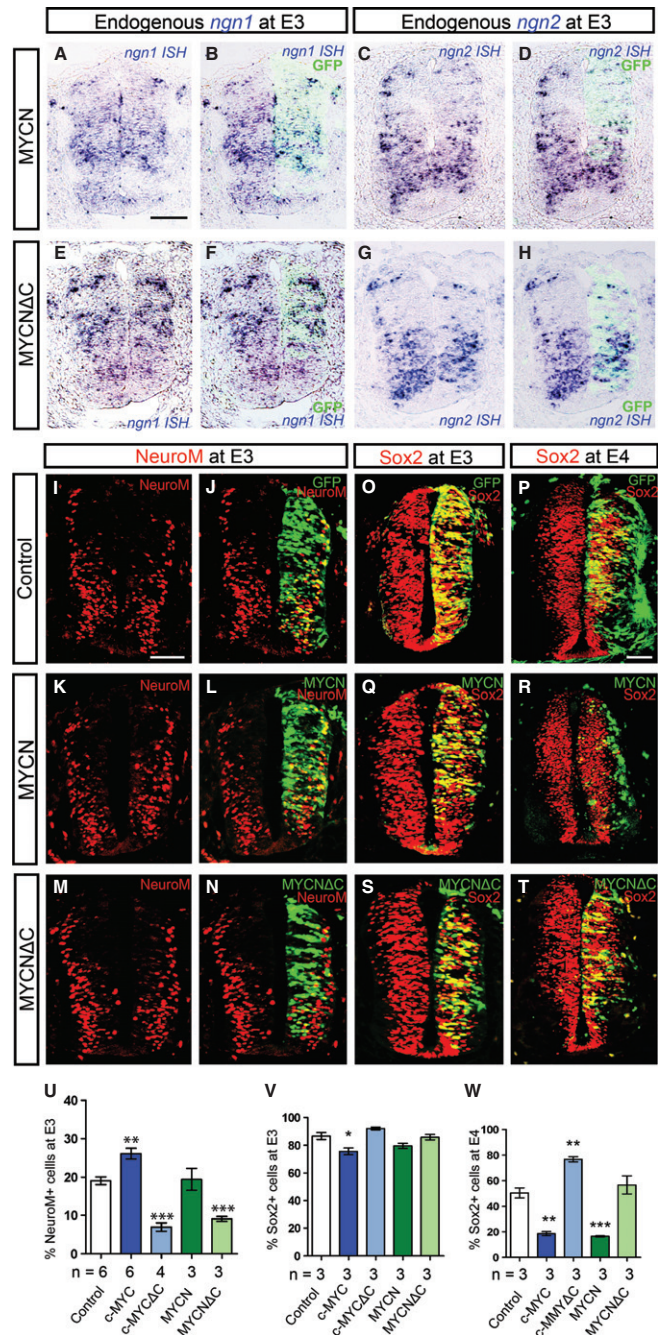 Endogenous ngn1 at E3
Endogenous ngn2 at E3
MYCN
A
ngn1 ISH
B
ngn1 ISH
GFP
C
ngn2 ISH
D
ngn2 ISH
GFP
MYCNΔC
E
ngn1 ISH
F
GFP
ngn1 ISH
G
ngn2 ISH
H
GFP
ngn2 ISH
NeuroM at E3
Sox2 at E3
Sox2 at E4
Control
I
NeuroM
J
GFP
NeuroM
O
GFP
Sox2
P
GFP
Sox2
MYCN
K
NeuroM
L
MYCN
NeuroM
Q
MYCN
Sox2
R
MYCN
Sox2
MYCNΔC
M
NeuroM
N
MYCNΔC
NeuroM
S
MYCNΔC
Sox2
T
MYCNΔC
Sox2
U
% NeuroM+ cellls at E3
40
30
20
10
0
**
***
***
n = 6 6 4 3 3
Control
c-MYC
c-MYCΔC
MYCN
MYCNΔC
V
% Sox2+ cells at E3
100
80
60
40
20
0
*
n = 3 3 3 3 3
Control
c-MYC
c-MYCΔC
MYCN
MYCNΔC
W
% Sox2+ cells at E4
100
80
60
40
20
0
**
**
***
n = 3 3 3 3 3
Control
c-MYC
c-MMYΔC
MYCN
MYCNΔC